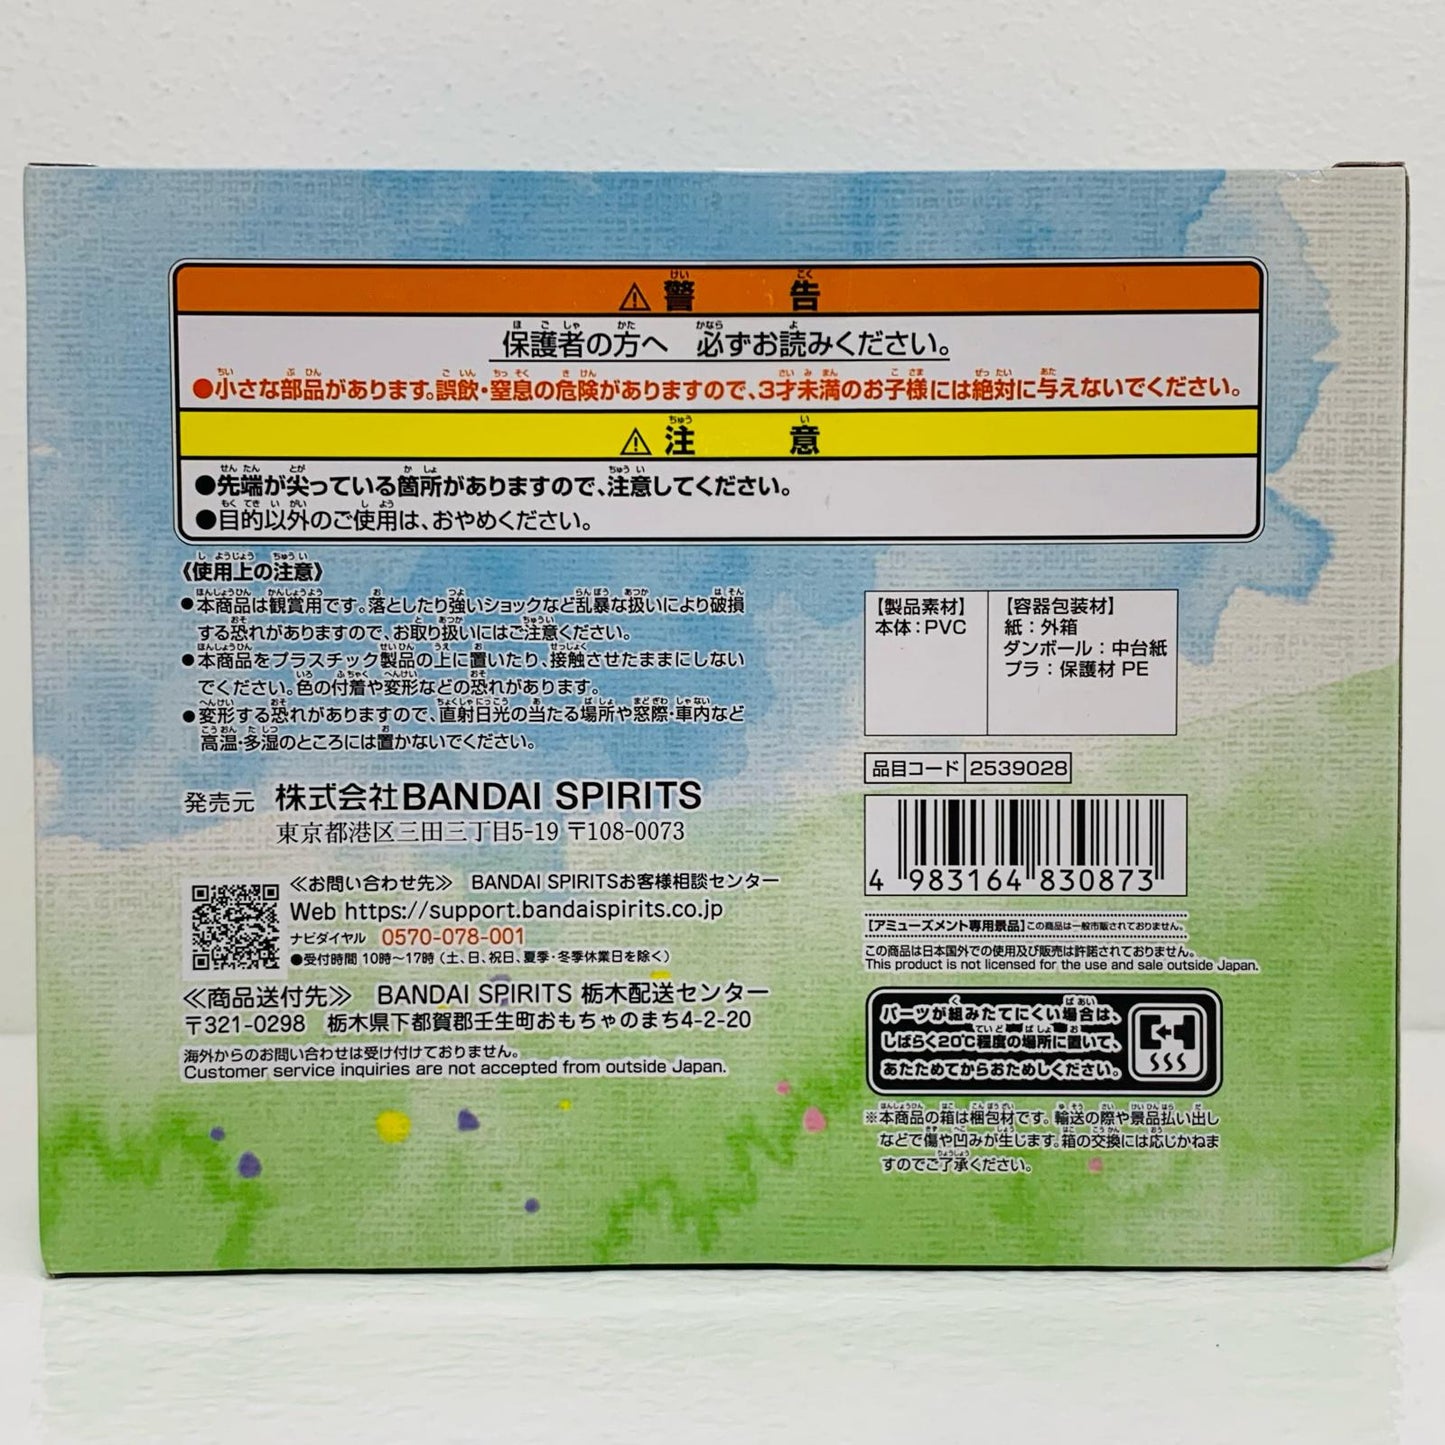 ⚠警告
保護者の方へ 必ずお読みください。
●小さな部品があります。誤飲・窒息の危険がありますので、3才未満のお子様には絶対に与えないでください。
⚠注意
●先端が尖っている箇所がありますので、注意してください。
●目的以外のご使用は、おやめください。
《使用上の注意》
●本商品は観賞用です。落としたり強いショックなど乱暴な扱いにより破損
する恐れがありますので、お取り扱いにはご注意ください。
●本商品をプラスチック製品の上に置いたり、接触させたままにしない
でください。色の付着や変形などの恐れがあります。
●変形する恐れがありますので、直射日光の当たる場所や窓際・車内など
高温・多湿のところには置かないでください。
発売元 株式会社BANDAI SPIRITS
東京都港区三田三丁目5-19 〒108-0073
≪お問い合わせ先≫ BANDAI SPIRITSお客様相談センター
Web https://support.bandaispirits.co.jp
ナビダイヤル 0570-078-001
●受付時間 10時～17時 (土、日、祝日、夏季・冬季休業日を除く)
≪商品送付先≫ BANDAI SPIRITS 栃木配送センター
〒321-0298 栃木県下都賀郡壬生町おもちゃのまち4-2-20
海外からのお問い合わせは受け付けておりません。
Customer service inquiries are not accepted from outside Japan.
【製品素材】
本体：PVC
【容器包装材】
紙：外箱
ダンボール：中台紙
プラ：保護材 PE
品目コード 2539028
4 983164 830873
【アミューズメント専用景品】この商品は一般市販されておりません。
この商品は日本国外での使用及び販売は許諾されておりません。
This product is not licensed for the use and sale outside Japan.
パーツが組みたてにくい場合は、
しばらく20℃程度の場所に置いて、
あたためてからおためしください。
※本商品の箱は梱包材です。輸送の際や景品払い出し
などで傷や凹みが生じます。箱の交換には応じかねま
すのでご了承ください。